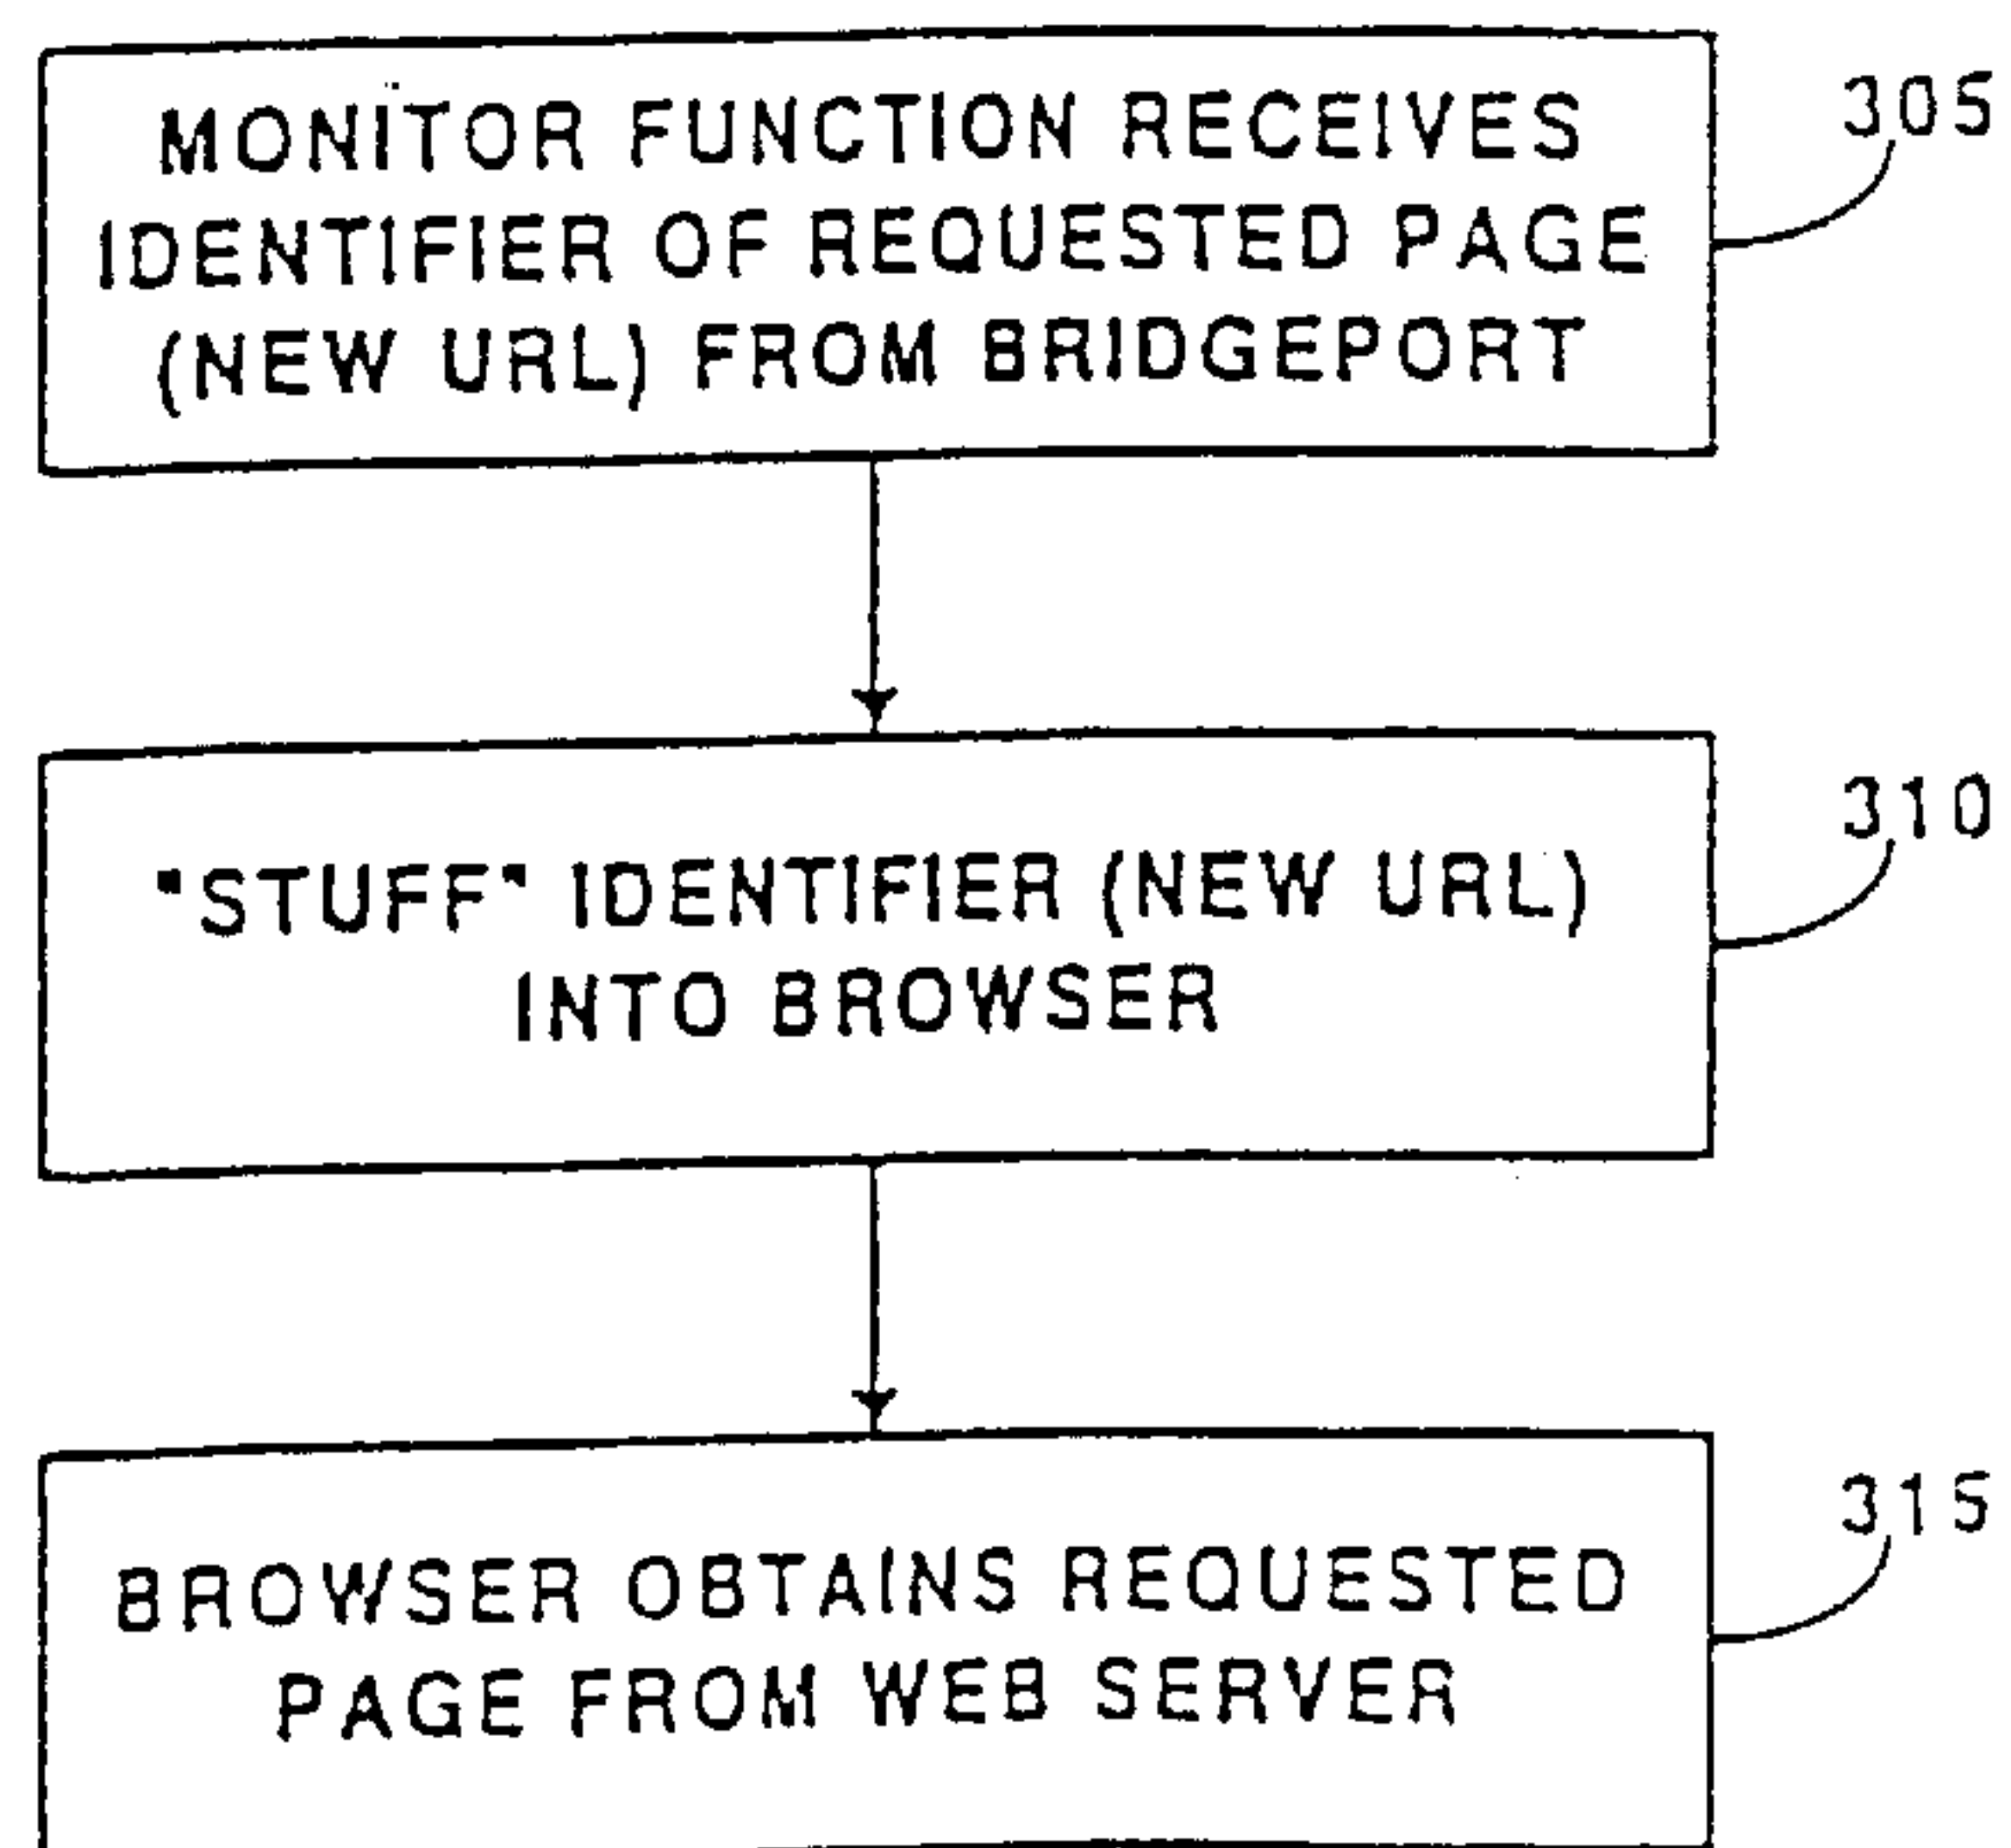 MONITOR FUNCTION RECEIVES
IDENTIFIER OF REQUESTED PAGE
(NEW URL) FROM BRIDGEPORT
305
"STUFF" IDENTIFIER (NEW URL)
INTO BROWSER
310
BROWSER OBTAINS REQUESTED
PAGE FROM WEB SERVER
315